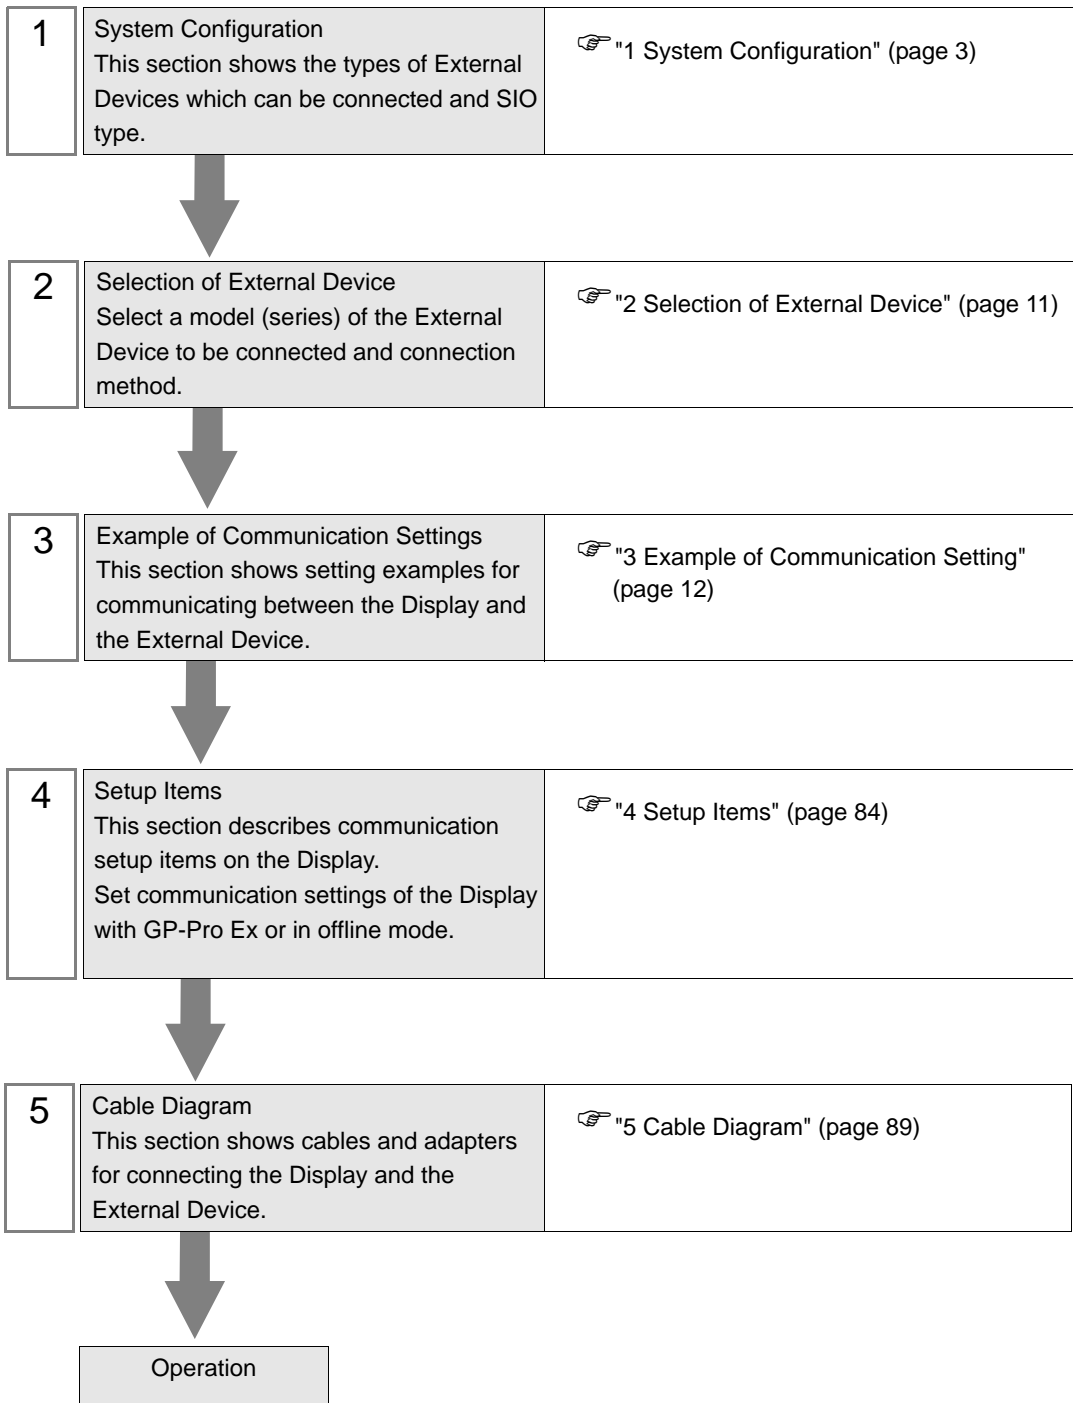 1
System Configuration
This section shows the types of External
Devices which can be connected and SIO
type.
"1 System Configuration" (page 3)
2
Selection of External Device
Select a model (series) of the External
Device to be connected and connection
method.
"2 Selection of External Device" (page 11)
3
Example of Communication Settings
This section shows setting examples for
communicating between the Display and
the External Device.
"3 Example of Communication Setting"
(page 12)
4
Setup Items
This section describes communication
setup items on the Display.
Set communication settings of the Display
with GP-Pro Ex or in offline mode.
"4 Setup Items" (page 84)
5
Cable Diagram
This section shows cables and adapters
for connecting the Display and the
External Device.
"5 Cable Diagram" (page 89)
Operation